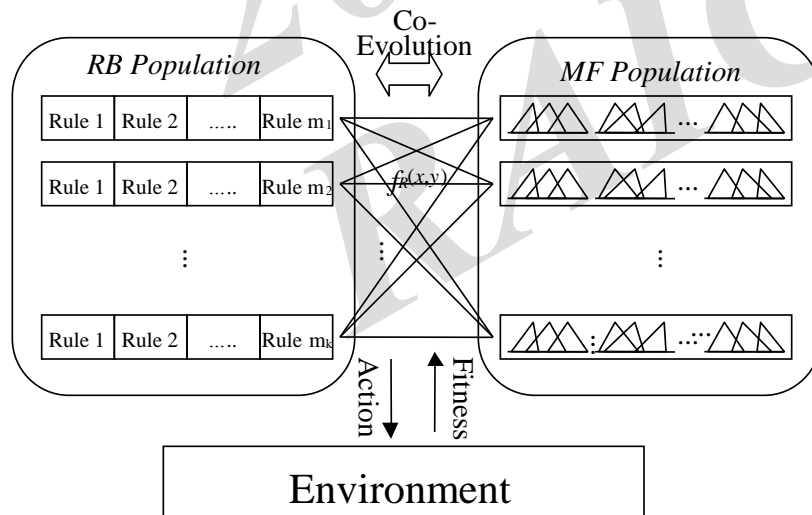 Co-
Evolution
RB Population
MF Population
Rule 1 Rule 2 ..... Rule m1
...
Rule 1 Rule 2 ..... Rule m2
...
fR(x,y)
...
...
...
Rule 1 Rule 2 ..... Rule mk
...
Action
Fitness
Environment